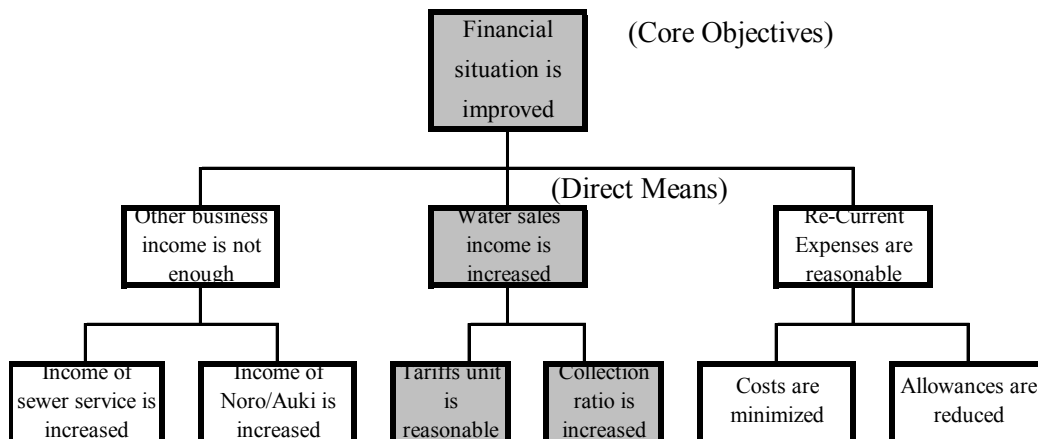 Financial
situation is
improved
(Core Objectives)
(Direct Means)
Other business
income is not
enough
Water sales
income is
increased
Re-Current
Expenses are
reasonable
Income of
sewer service is
increased
Income of
Noro/Auki is
increased
Tariffs unit
is
reasonable
Collection
ratio is
increased
Costs are
minimized
Allowances are
reduced